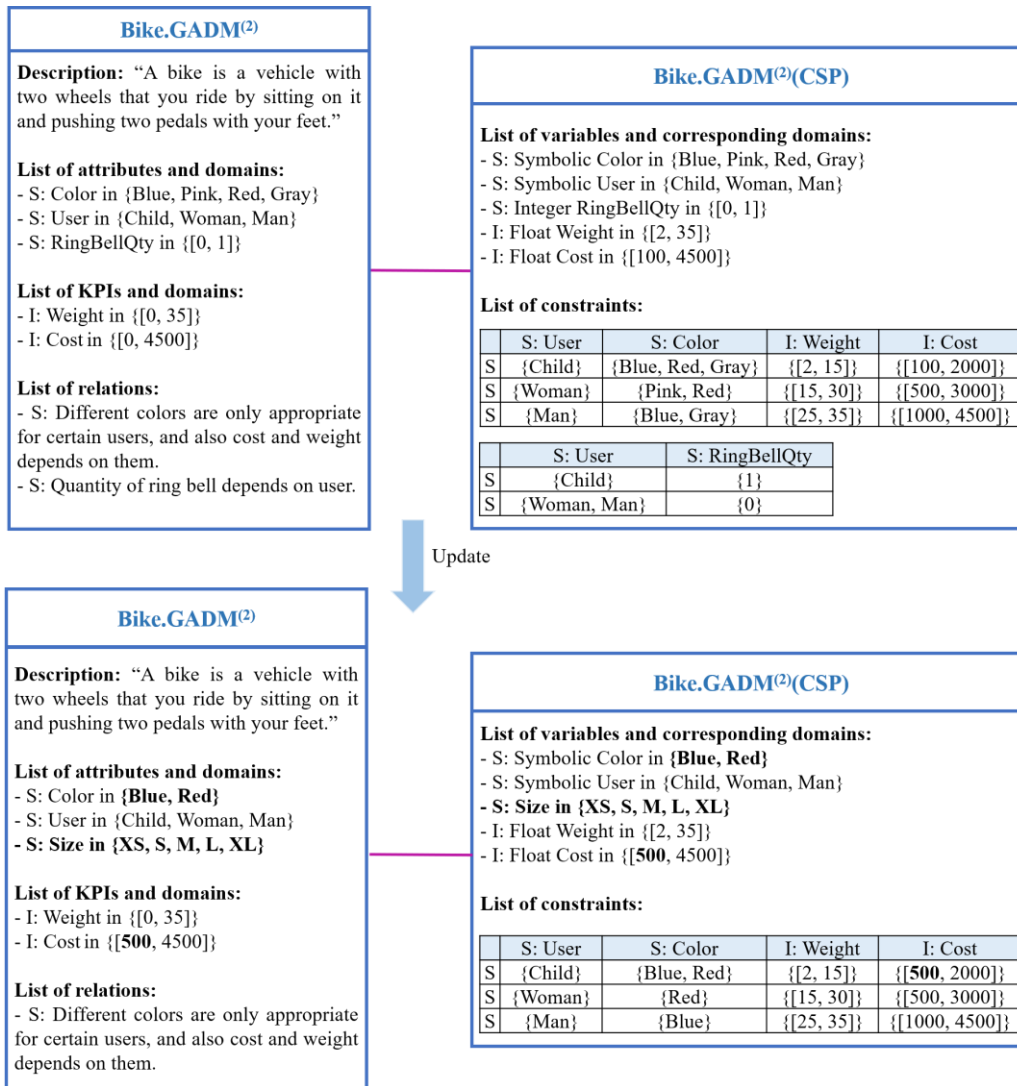 Bike.GADM⁽²⁾
Description: “A bike is a vehicle with
two wheels that you ride by sitting on it
and pushing two pedals with your feet.”
List of attributes and domains:
- S: Color in {Blue, Pink, Red, Gray}
- S: User in {Child, Woman, Man}
- S: RingBellQty in {[0, 1]}
List of KPIs and domains:
- I: Weight in {[0, 35]}
- I: Cost in {[0, 4500]}
List of relations:
- S: Different colors are only appropriate
for certain users, and also cost and weight
depends on them.
- S: Quantity of ring bell depends on user.
Bike.GADM⁽²⁾(CSP)
List of variables and corresponding domains:
- S: Symbolic Color in {Blue, Pink, Red, Gray}
- S: Symbolic User in {Child, Woman, Man}
- S: Integer RingBellQty in {[0, 1]}
- I: Float Weight in {[2, 35]}
- I: Float Cost in {[100, 4500]}
List of constraints:
S: User S: Color I: Weight I: Cost
S {Child} {Blue, Red, Gray} {[2, 15]} {[100, 2000]}
S {Woman} {Pink, Red} {[15, 30]} {[500, 3000]}
S {Man} {Blue, Gray} {[25, 35]} {[1000, 4500]}
S: User S: RingBellQty
S {Child} {1}
S {Woman, Man} {0}
Update
Bike.GADM⁽²⁾
Description: “A bike is a vehicle with
two wheels that you ride by sitting on it
and pushing two pedals with your feet.”
List of attributes and domains:
- S: Color in {Blue, Red}
- S: User in {Child, Woman, Man}
- S: Size in {XS, S, M, L, XL}
List of KPIs and domains:
- I: Weight in {[0, 35]}
- I: Cost in {[500, 4500]}
List of relations:
- S: Different colors are only appropriate
for certain users, and also cost and weight
depends on them.
Bike.GADM⁽²⁾(CSP)
List of variables and corresponding domains:
- S: Symbolic Color in {Blue, Red}
- S: Symbolic User in {Child, Woman, Man}
- S: Size in {XS, S, M, L, XL}
- I: Float Weight in {[2, 35]}
- I: Float Cost in {[500, 4500]}
List of constraints:
S: User S: Color I: Weight I: Cost
S {Child} {Blue, Red} {[2, 15]} {[500, 2000]}
S {Woman} {Red} {[15, 30]} {[500, 3000]}
S {Man} {Blue} {[25, 35]} {[1000, 4500]}